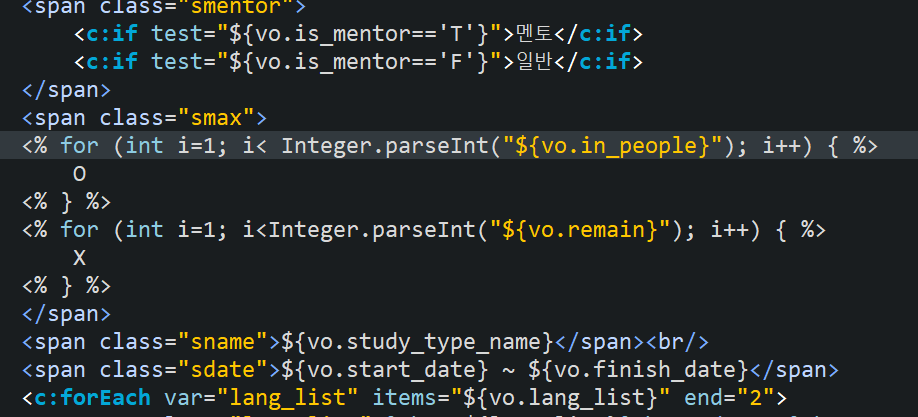 <span class="smentor">
<c:if test="${vo.is_mentor=='T'}">멘토</c:if>
<c:if test="${vo.is_mentor=='F'}">일반</c:if>
</span>
<span class="smax">
<% for (int i=1; i< Integer.parseInt("${vo.in_people}"); i++) { %>
O
<% } %>
<% for (int i=1; i<Integer.parseInt("${vo.remain}"); i++) { %>
X
<% } %>
</span>
<span class="sname">${vo.study_type_name}</span><br/>
<span class="sdate">${vo.start_date} ~ ${vo.finish_date}</span>
<c:forEach var="lang_list" items="${vo.lang_list}" end="2">